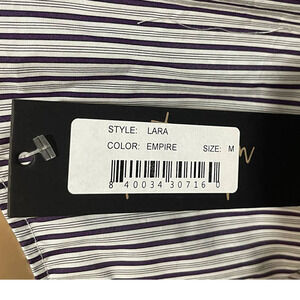 STYLE: LARA
COLOR: EMPIRE SIZE: M
8 40034 30716 0